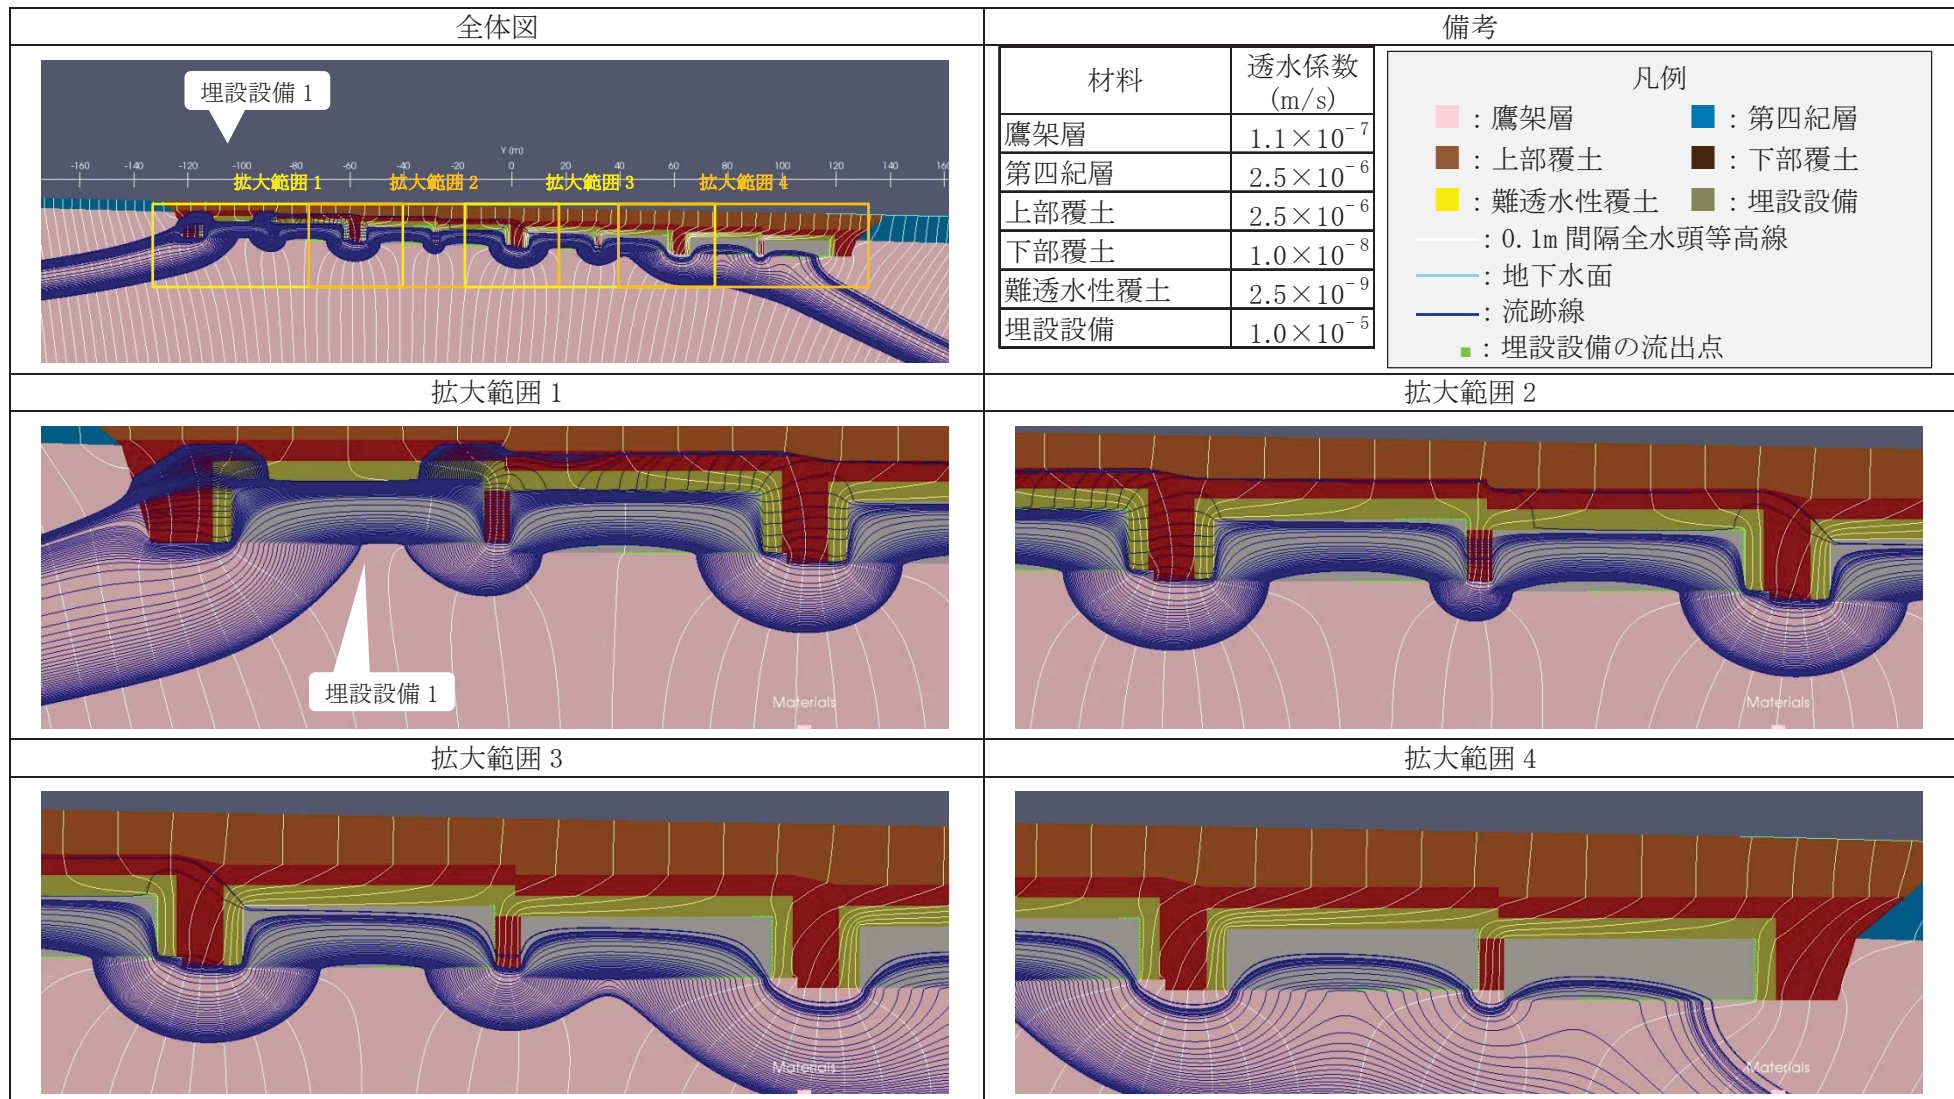 全体図
備考
埋設設備 1
Y (m)
-160 -140 -120 -100 -80 -60 -40 -20 0 20 40 60 80 100 120 140 160
拡大範囲 1 拡大範囲 2 拡大範囲 3 拡大範囲 4
材料 透水係数
(m/s)
鷹架層 1.1×10⁻⁷
第四紀層 2.5×10⁻⁶
上部覆土 2.5×10⁻⁶
下部覆土 1.0×10⁻⁸
難透水性覆土 2.5×10⁻⁹
埋設設備 1.0×10⁻⁵
凡例
：鷹架層 ：第四紀層
：上部覆土 ：下部覆土
：難透水性覆土 ：埋設設備
：0.1m 間隔全水頭等高線
：地下水面
：流跡線
：埋設設備の流出点
拡大範囲 1
拡大範囲 2
埋設設備 1
Materials
Materials
拡大範囲 3
拡大範囲 4
Materials
Materials